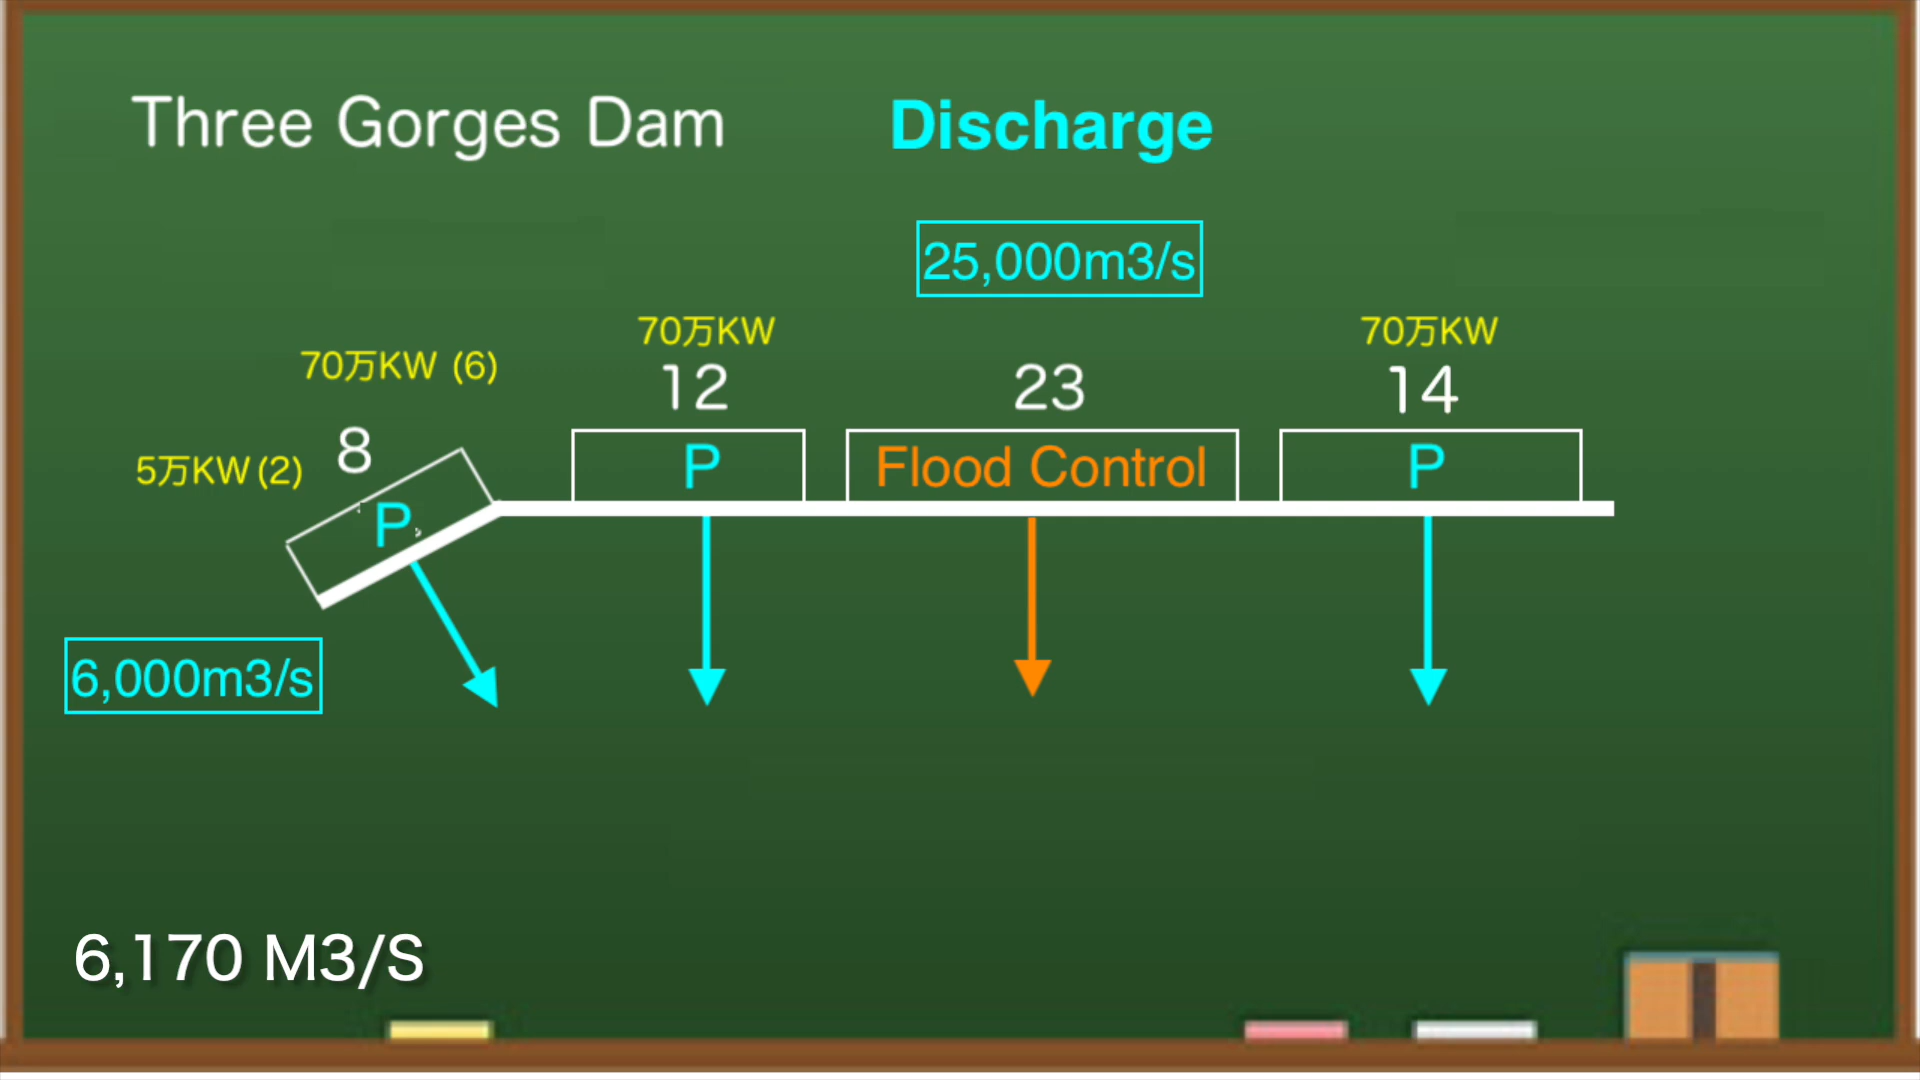 Three Gorges Dam
Discharge
25,000m3/s
70万KW
70万KW
70万KW (6)
12
23
14
8
5万KW (2)
P
Flood Control
P
P
6,000m3/s
6,170 M3/S